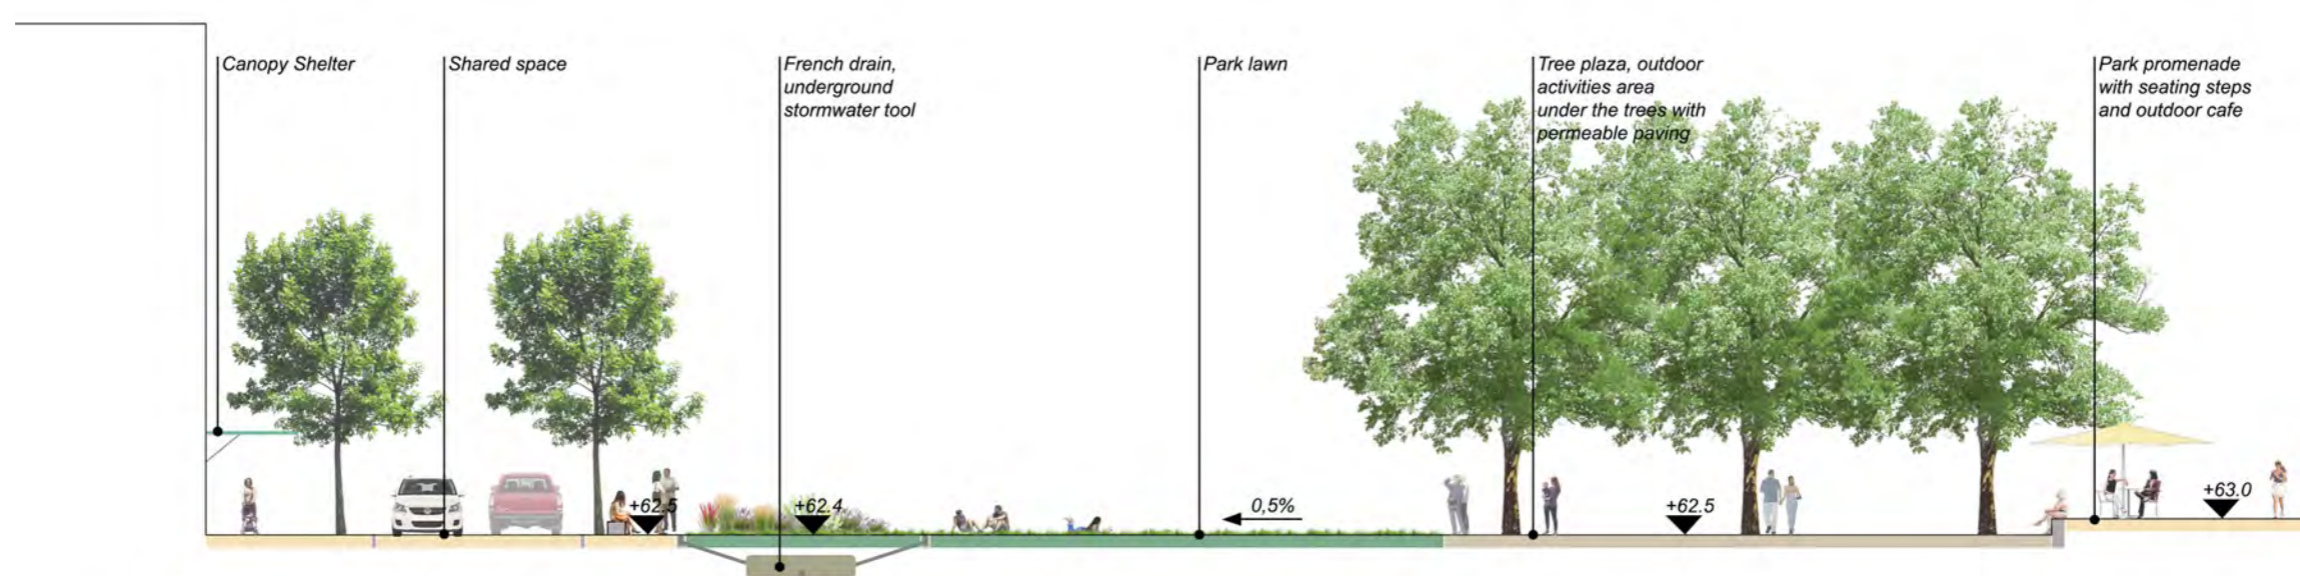 Canopy Shelter
Shared space
French drain,
underground
stormwater tool
Park lawn
Tree plaza, outdoor
activities area
under the trees with
permeable paving
Park promenade
with seating steps
and outdoor cafe
+62.5
+62.4
0,5%
+62.5
+63.0